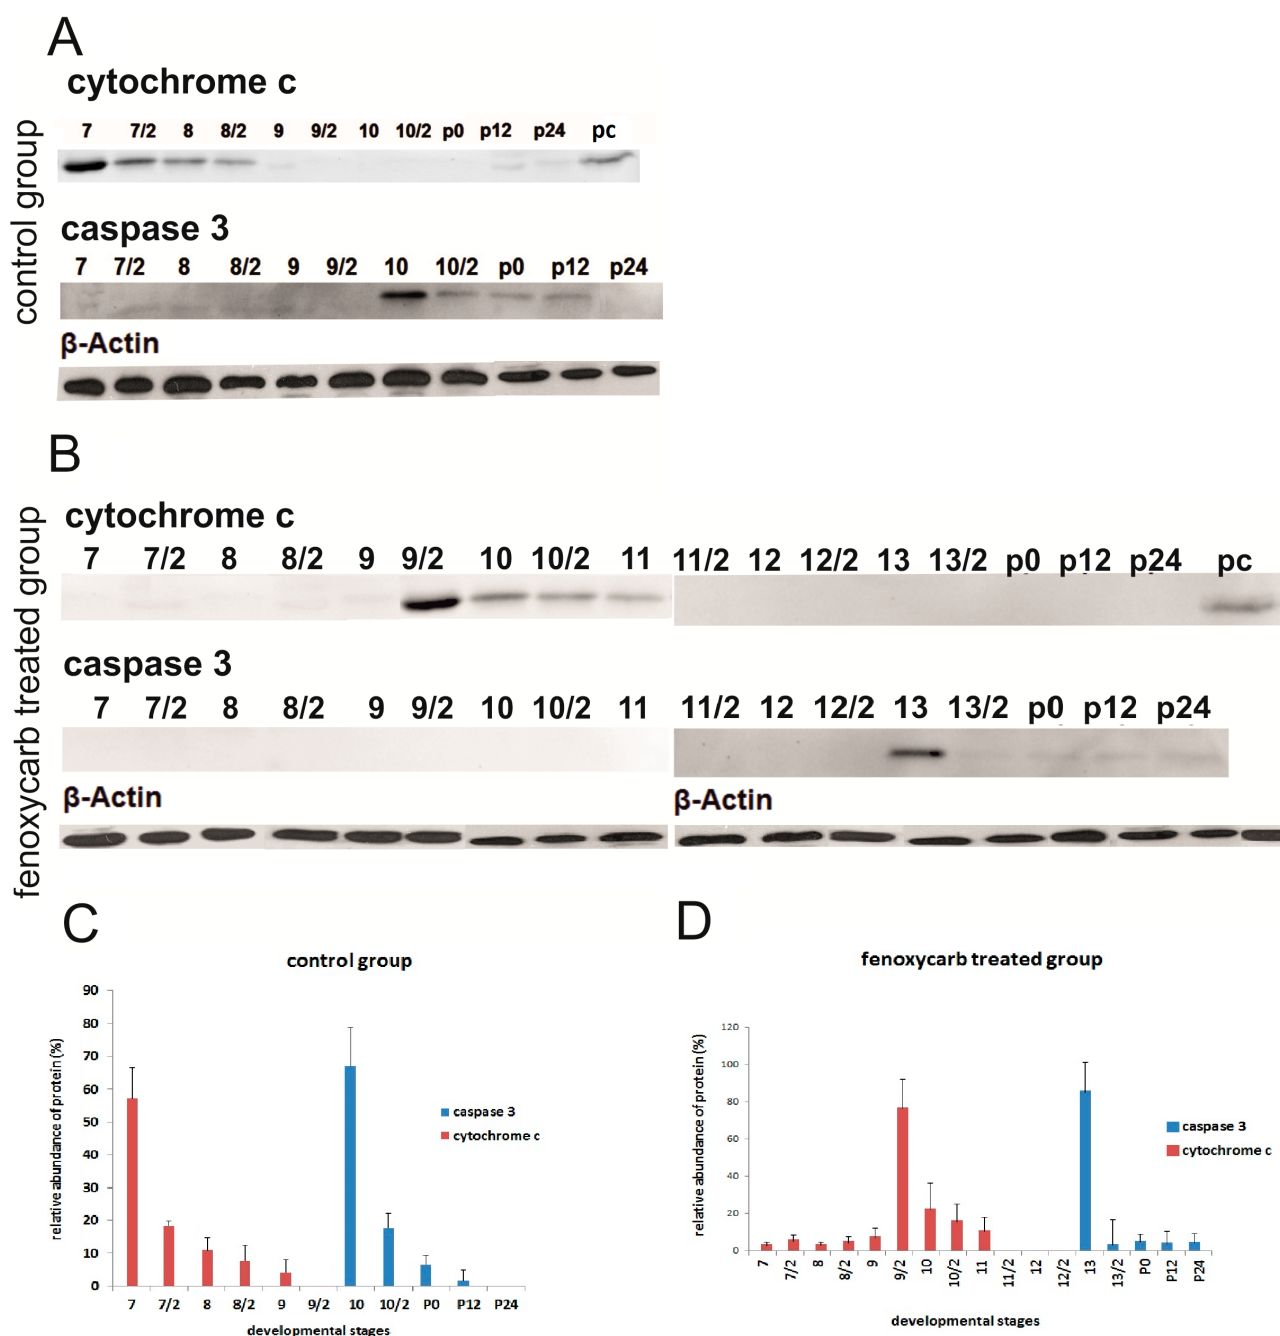 A
cytochrome c
control group
7 7/2 8 8/2 9 9/2 10 10/2 p0 p12 p24 pc
caspase 3
7 7/2 8 8/2 9 9/2 10 10/2 p0 p12 p24
β-Actin
B
fenoxycarb treated group
cytochrome c
7 7/2 8 8/2 9 9/2 10 10/2 11 11/2 12 12/2 13 13/2 p0 p12 p24 pc
caspase 3
7 7/2 8 8/2 9 9/2 10 10/2 11 11/2 12 12/2 13 13/2 p0 p12 p24
β-Actin β-Actin
C
control group
relative abundance of protein (%)
90
80
70
60
50
40
30
20
10
0
7 7/2 8 8/2 9 9/2 10 10/2 P0 P12 P24
developmental stages
caspase 3
cytochrome c
D
fenoxycarb treated group
relative abundance of protein (%)
120
100
80
60
40
20
0
7 7/2 8 8/2 9 9/2 10 10/2 11 11/2 12 12/2 13 13/2 P0 P12 P24
developmental stages
caspase 3
cytochrome c